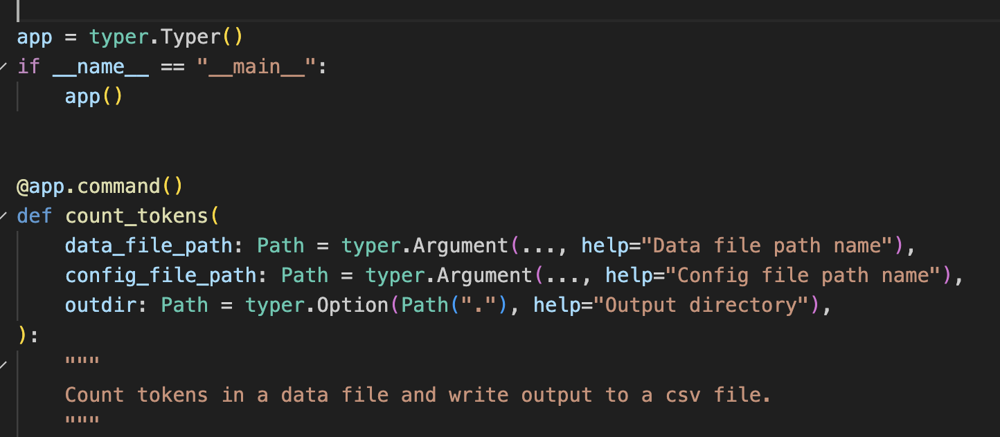 app = typer.Typer()
if __name__ == "__main__":
    app()
@app.command()
def count_tokens(
    data_file_path: Path = typer.Argument(..., help="Data file path name"),
    config_file_path: Path = typer.Argument(..., help="Config file path name"),
    outdir: Path = typer.Option(Path("."), help="Output directory"),
):
    """
    Count tokens in a data file and write output to a csv file.
    """